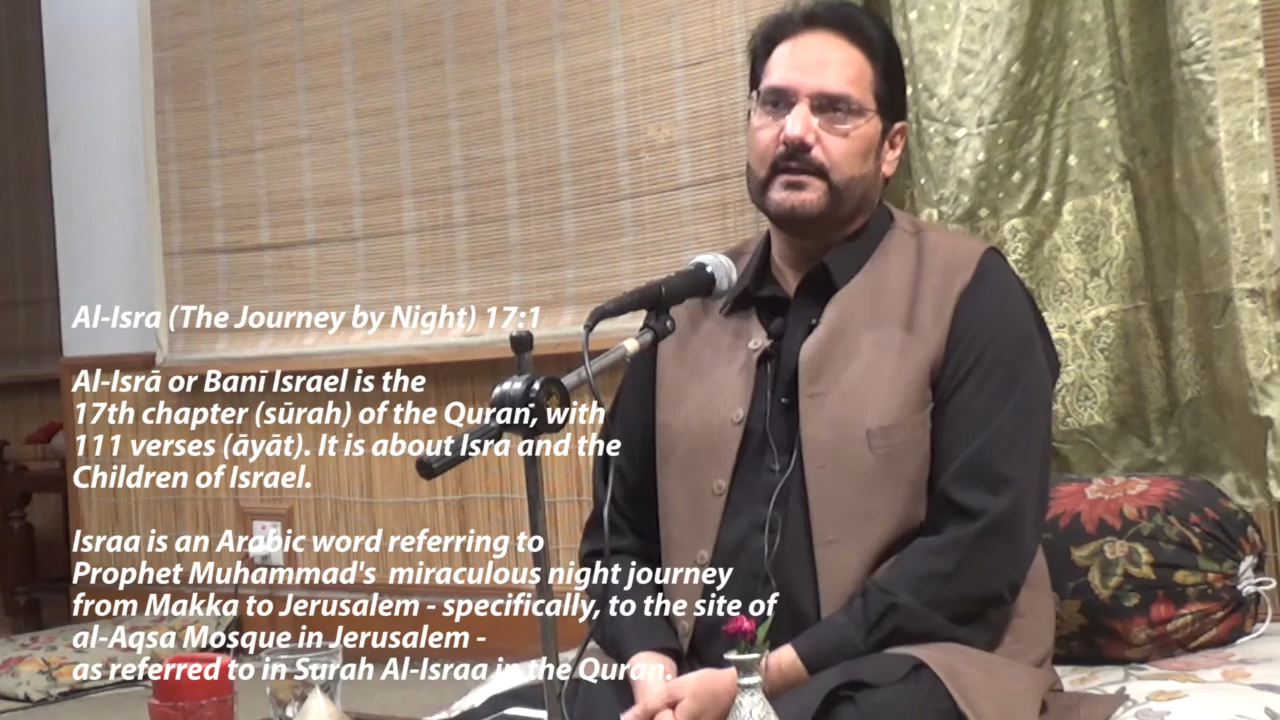 Al-Isra (The Journey by Night) 17:1
Al-Isrā or Banī Israel is the
17th chapter (sūrah) of the Quran, with
111 verses (āyāt). It is about Isra and the
Children of Israel.
Israa is an Arabic word referring to
Prophet Muhammad's  miraculous night journey
from Makka to Jerusalem - specifically, to the site of
al-Aqsa Mosque in Jerusalem -
as referred to in Surah Al-Israa in the Quran.